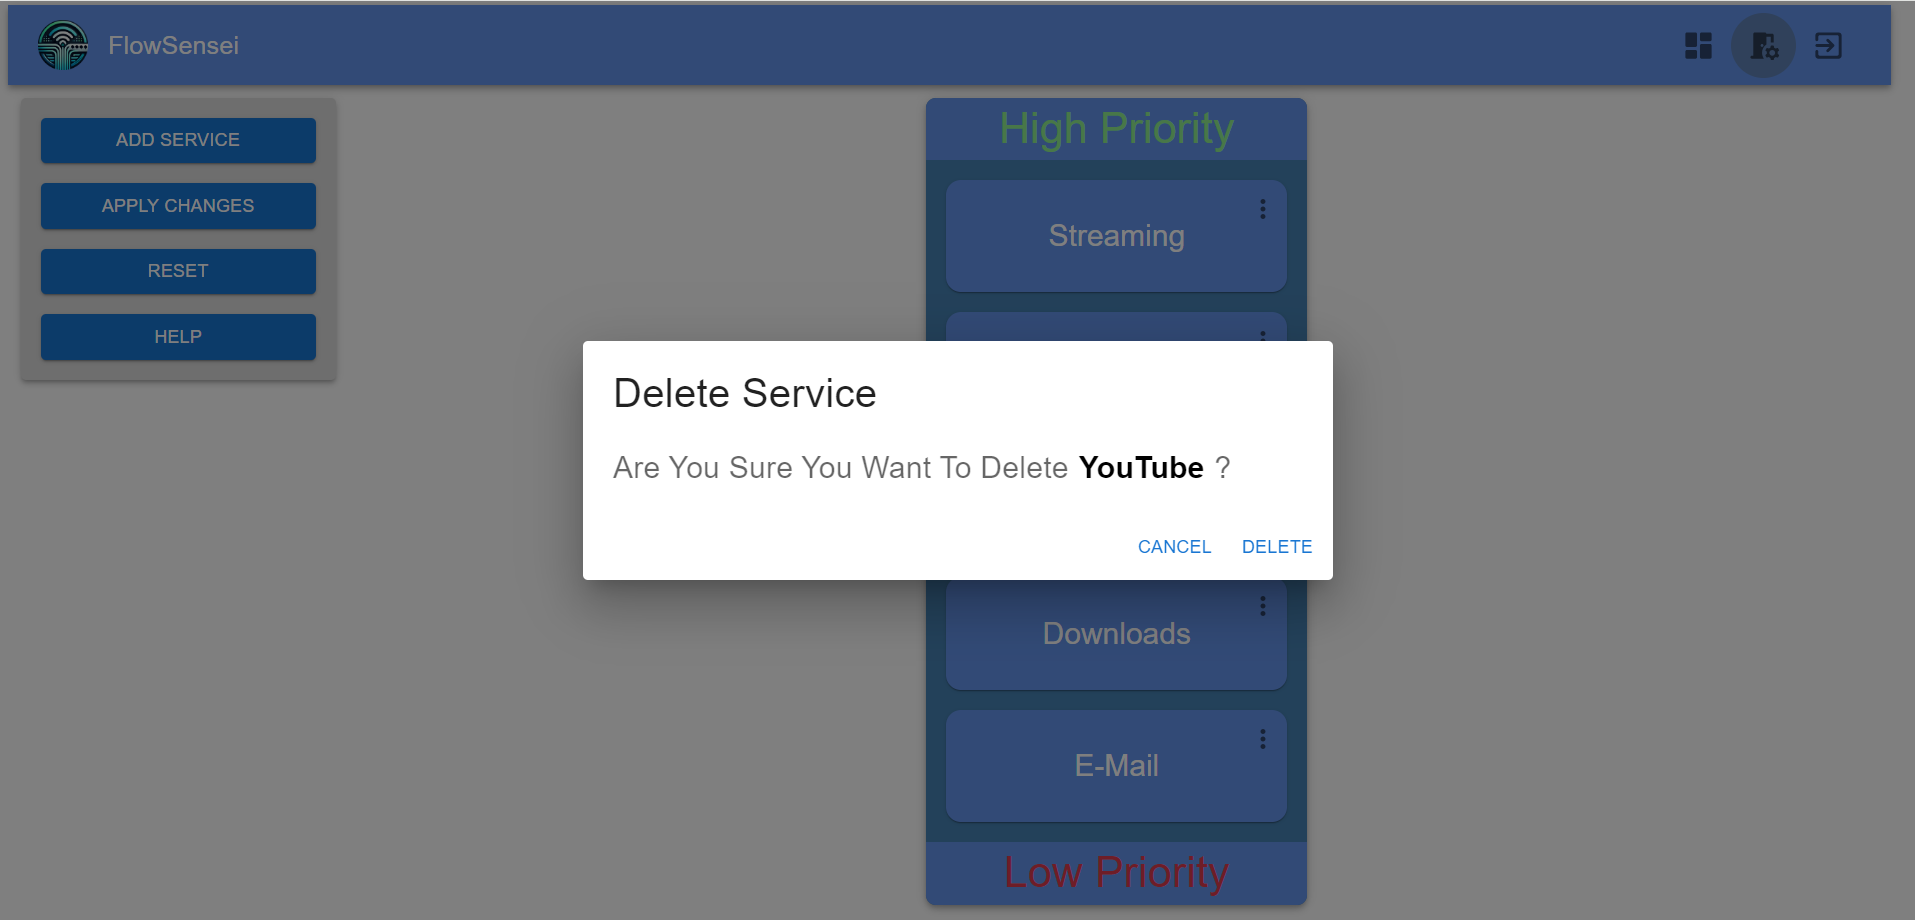 FlowSensei
ADD SERVICE
APPLY CHANGES
RESET
HELP
High Priority
Streaming
Delete Service
Are You Sure You Want To Delete YouTube ?
CANCEL DELETE
Downloads
E-Mail
Low Priority